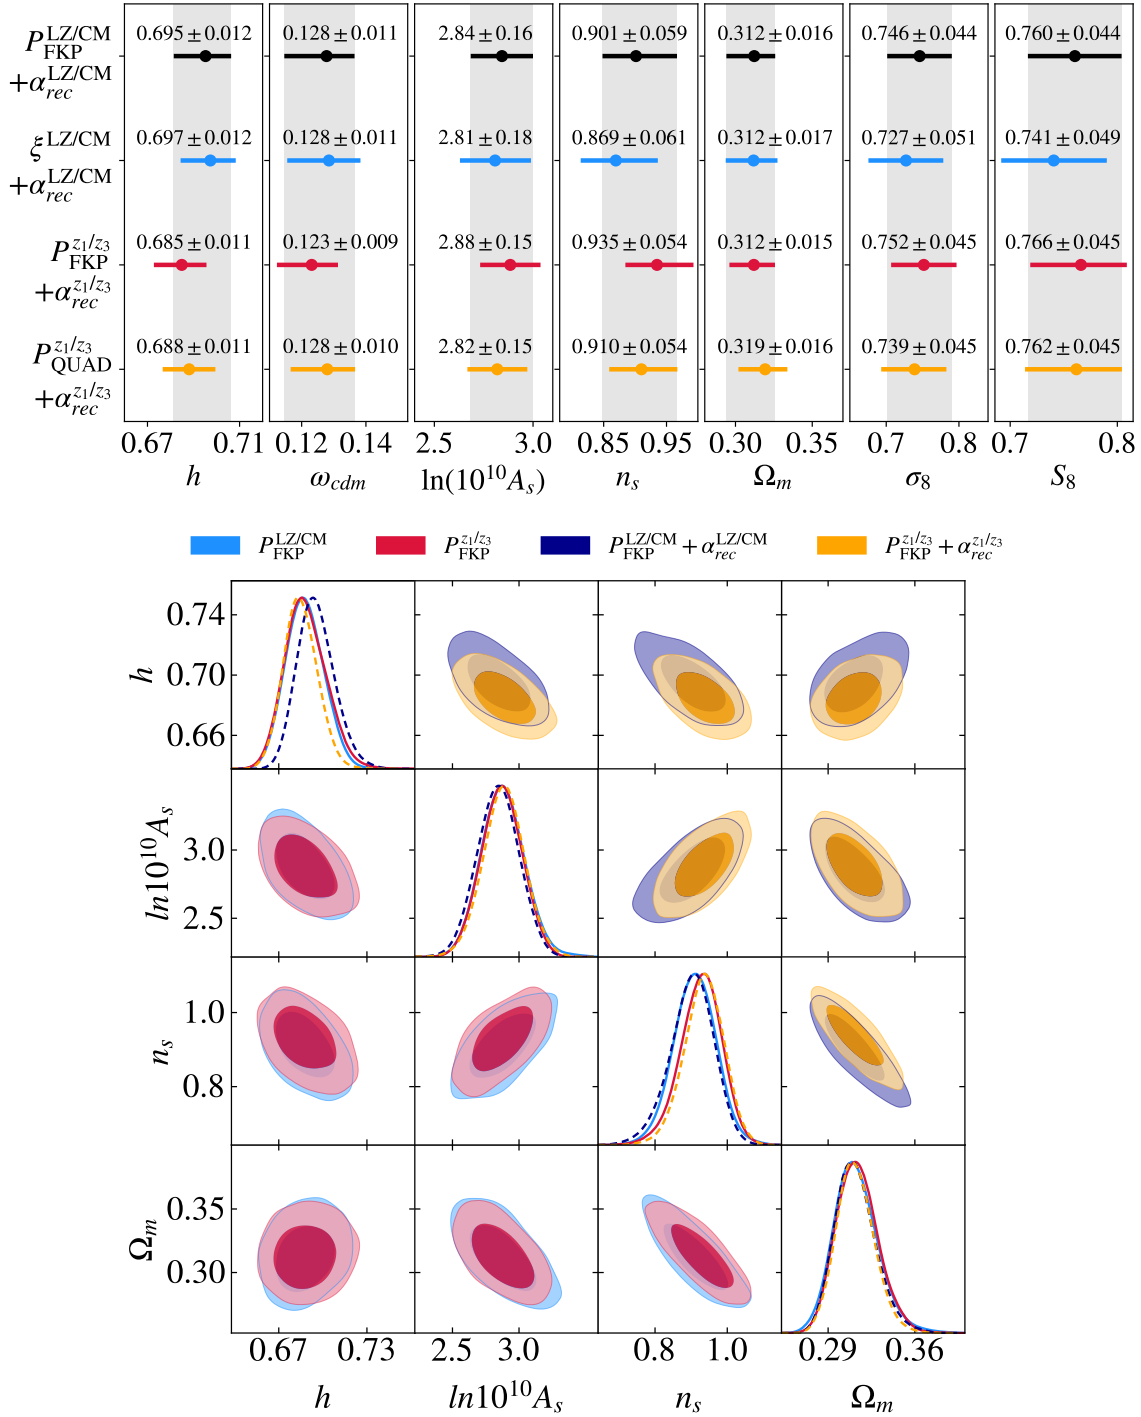 P_FKP^LZ/CM 0.695 ± 0.012 0.128 ± 0.011 2.84 ± 0.16 0.901 ± 0.059 0.312 ± 0.016 0.746 ± 0.044 0.760 ± 0.044
+α_rec^LZ/CM
ξ^LZ/CM 0.697 ± 0.012 0.128 ± 0.011 2.81 ± 0.18 0.869 ± 0.061 0.312 ± 0.017 0.727 ± 0.051 0.741 ± 0.049
+α_rec^LZ/CM
P_FKP^z₁/z₃ 0.685 ± 0.011 0.123 ± 0.009 2.88 ± 0.15 0.935 ± 0.054 0.312 ± 0.015 0.752 ± 0.045 0.766 ± 0.045
+α_rec^z₁/z₃
P_QUAD^z₁/z₃ 0.688 ± 0.011 0.128 ± 0.010 2.82 ± 0.15 0.910 ± 0.054 0.319 ± 0.016 0.739 ± 0.045 0.762 ± 0.045
+α_rec^z₁/z₃
0.67 0.71 0.12 0.14 2.5 3.0 0.85 0.95 0.30 0.35 0.7 0.8 0.7 0.8
h ω_cdm ln(10¹⁰A_s) n_s Ω_m σ₈ S₈
P_FKP^LZ/CM P_FKP^z₁/z₃ P_FKP^LZ/CM + α_rec^LZ/CM P_FKP^z₁/z₃ + α_rec^z₁/z₃
0.74
h 0.70
0.66
ln10¹⁰A_s
3.0
2.5
n_s
1.0
0.8
Ω_m
0.35
0.30
0.67 0.73 2.5 3.0 0.8 1.0 0.29 0.36
h ln10¹⁰A_s n_s Ω_m